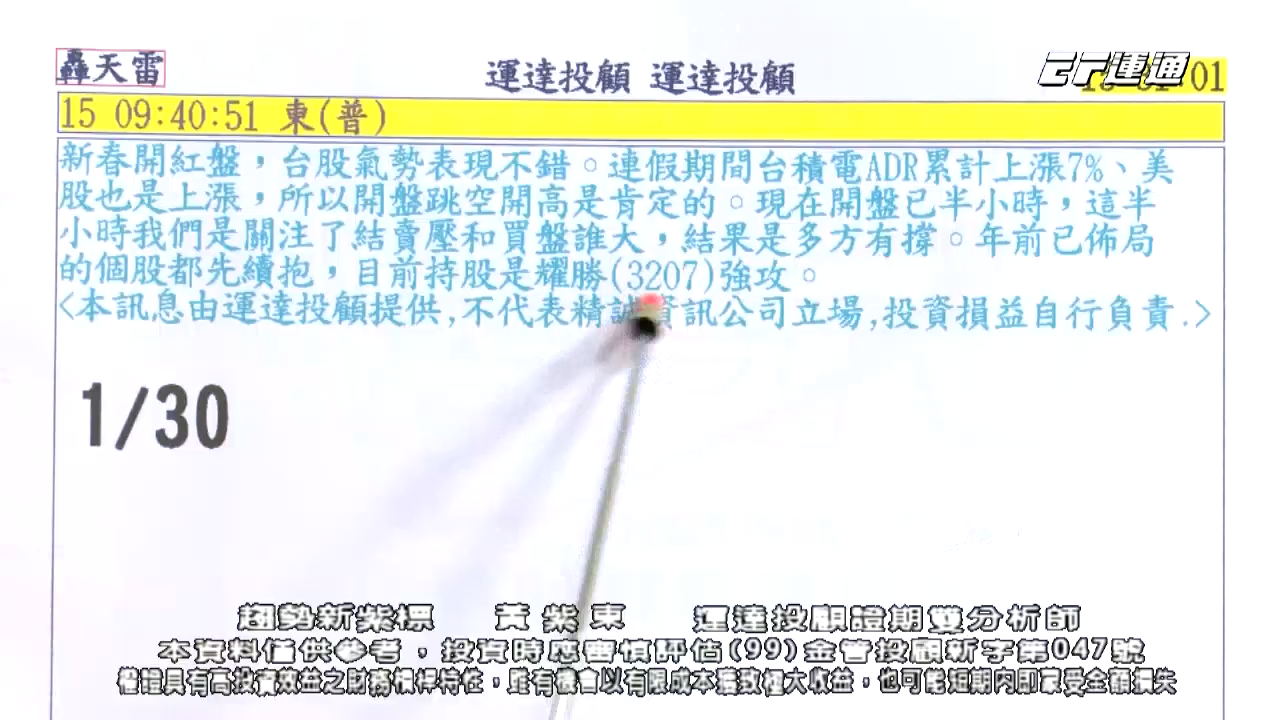 轟天雷
運達投顧 運達投顧
運通
01
15 09:40:51 東(普)
新春開紅盤，台股氣勢表現不錯。連假期間台積電ADR累計上漲7%、美
股也是上漲，所以開盤跳空開高是肯定的。現在開盤已半小時，這半
小時我們是關注了結賣壓和買盤誰大，結果是多方有撐。年前已佈局
的個股都先續抱，目前持股是耀勝(3207)強攻。
<本訊息由運達投顧提供,不代表精誠資訊公司立場,投資損益自行負責.>
1/30
趨勢新紫標 黃紫東 運達投顧證期雙分析師
本資料僅供參考，投資時應審慎評估(99)金管投顧新字第047號
權證具有高投資效益之財務槓桿特性，雖有機會以有限成本獲致極大收益，也可能短期內即蒙受全額損失